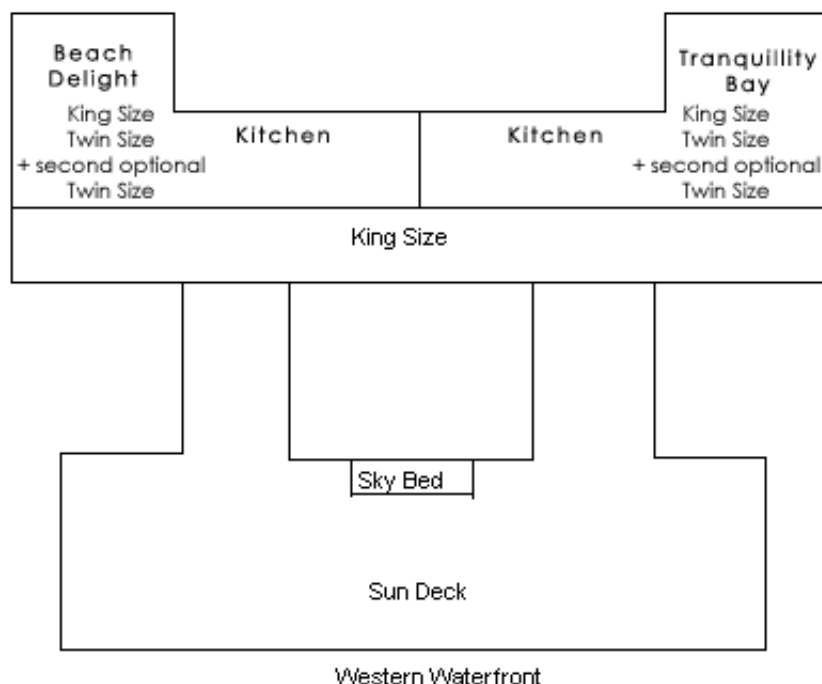 Beach
Delight
King Size
Twin Size
+ second optional
Twin Size
Kitchen
Kitchen
Tranquillity
Bay
King Size
Twin Size
+ second optional
Twin Size
King Size
Sky Bed
Sun Deck
Western Waterfront